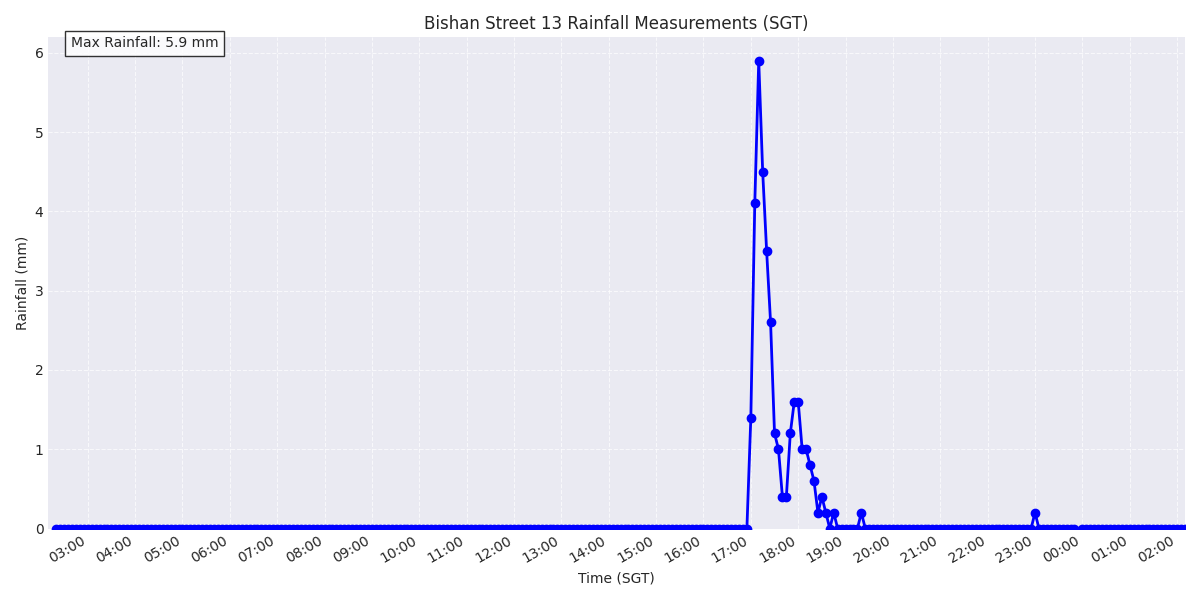 Bishan Street 13 Rainfall Measurements (SGT)
Max Rainfall: 5.9 mm
Rainfall (mm)
6
5
4
3
2
1
0
03:00 04:00 05:00 06:00 07:00 08:00 09:00 10:00 11:00 12:00 13:00 14:00 15:00 16:00 17:00 18:00 19:00 20:00 21:00 22:00 23:00 00:00 01:00 02:00
Time (SGT)